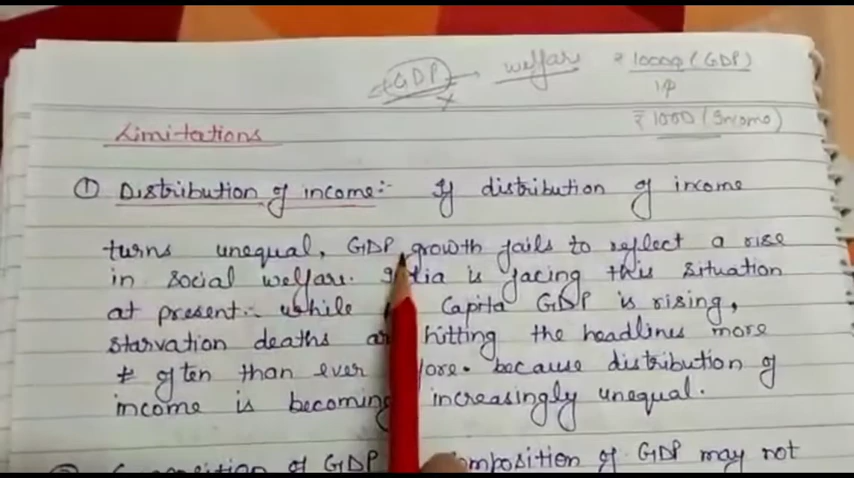 GDP → welfare ₹ 10000 (GDP)
₹ 1000 (Income)
Limitations
① Distribution of income:- If distribution of income
turns unequal, GDP growth fails to reflect a rise
in social welfare. is facing this situation
at present:- while Capita GDP is rising,
starvation deaths hitting the headlines more
often than ever because distribution of
income is becoming increasingly unequal.
of GDP omposition of GDP may not